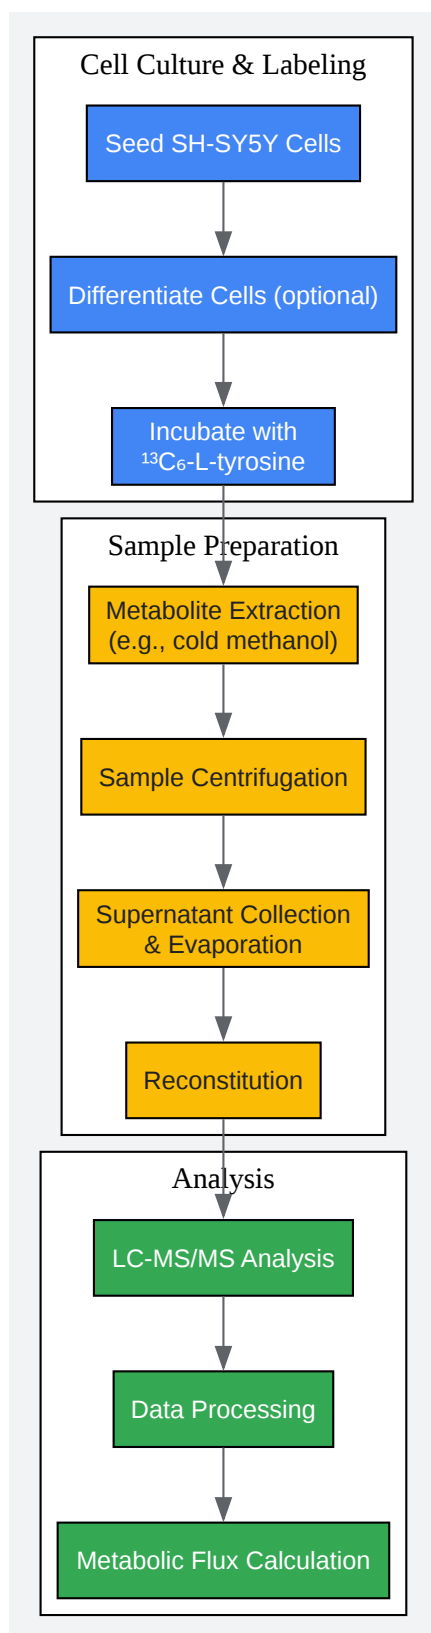 Cell Culture & Labeling
Seed SH-SY5Y Cells
Differentiate Cells (optional)
Incubate with
¹³C₆-L-tyrosine
Sample Preparation
Metabolite Extraction
(e.g., cold methanol)
Sample Centrifugation
Supernatant Collection
& Evaporation
Reconstitution
Analysis
LC-MS/MS Analysis
Data Processing
Metabolic Flux Calculation